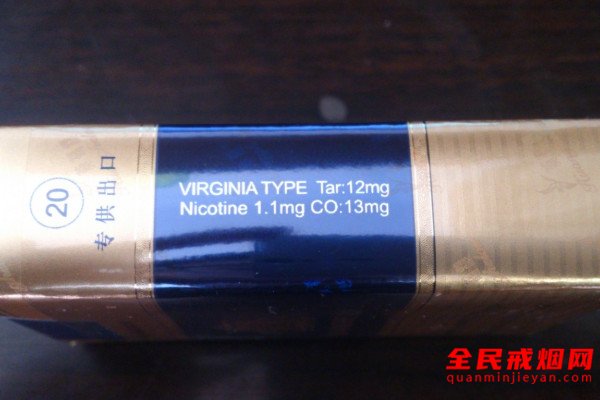 VIRGINIA TYPE Tar:12mg
Nicotine 1.1mg CO:13mg
20
专供出口
全民戒烟网
quanminjieyan.com